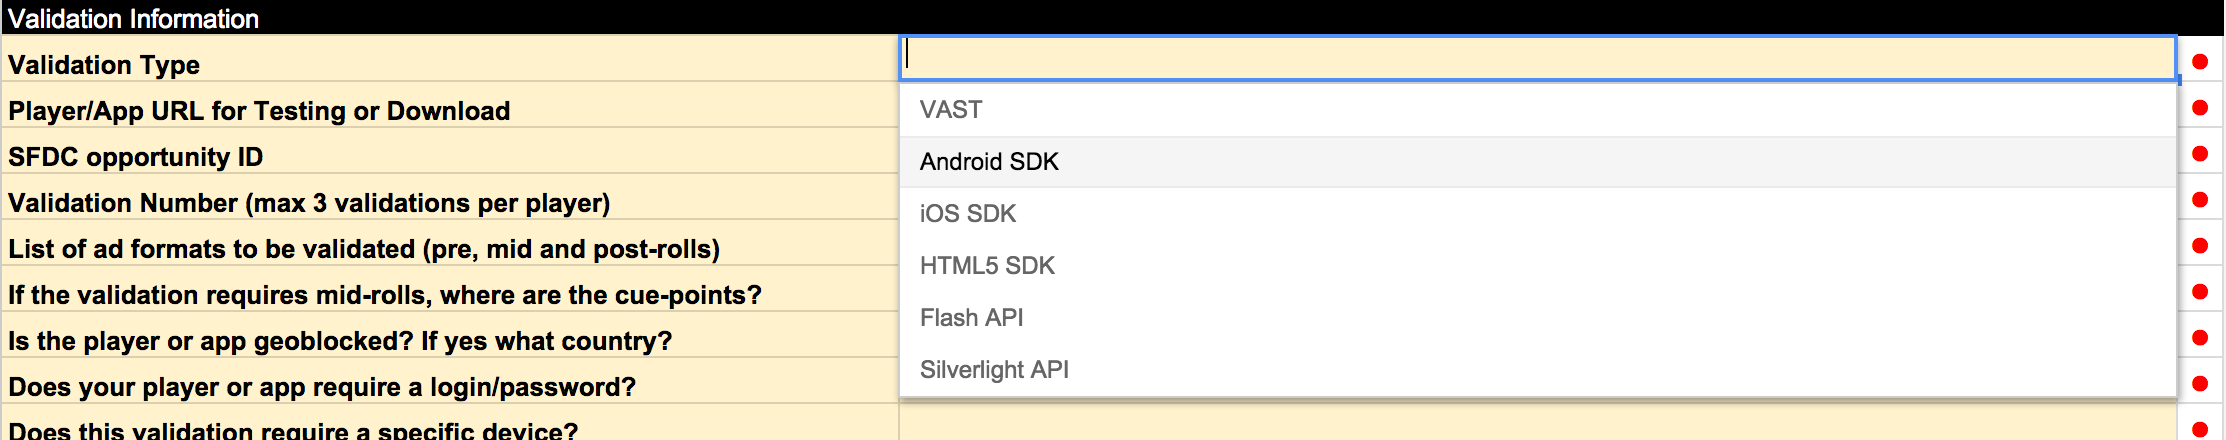 Validation Information
Validation Type
VAST
Player/App URL for Testing or Download
Android SDK
SFDC opportunity ID
iOS SDK
Validation Number (max 3 validations per player)
HTML5 SDK
List of ad formats to be validated (pre, mid and post-rolls)
Flash API
If the validation requires mid-rolls, where are the cue-points?
Silverlight API
Is the player or app geoblocked? If yes what country?
Does your player or app require a login/password?
Does this validation require a specific device?